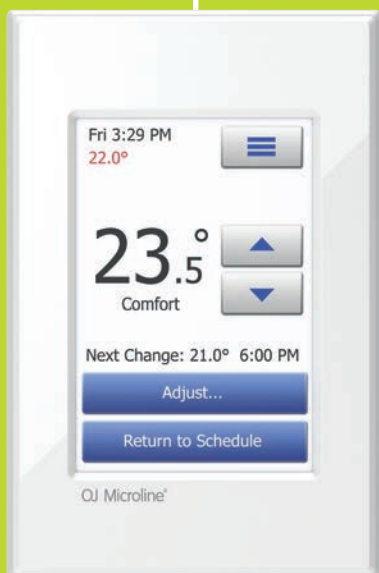 Fri 3:29 PM
22.0°
23.5°
Comfort
Next Change: 21.0° 6:00 PM
Adjust...
Return to Schedule
OJ Microline®